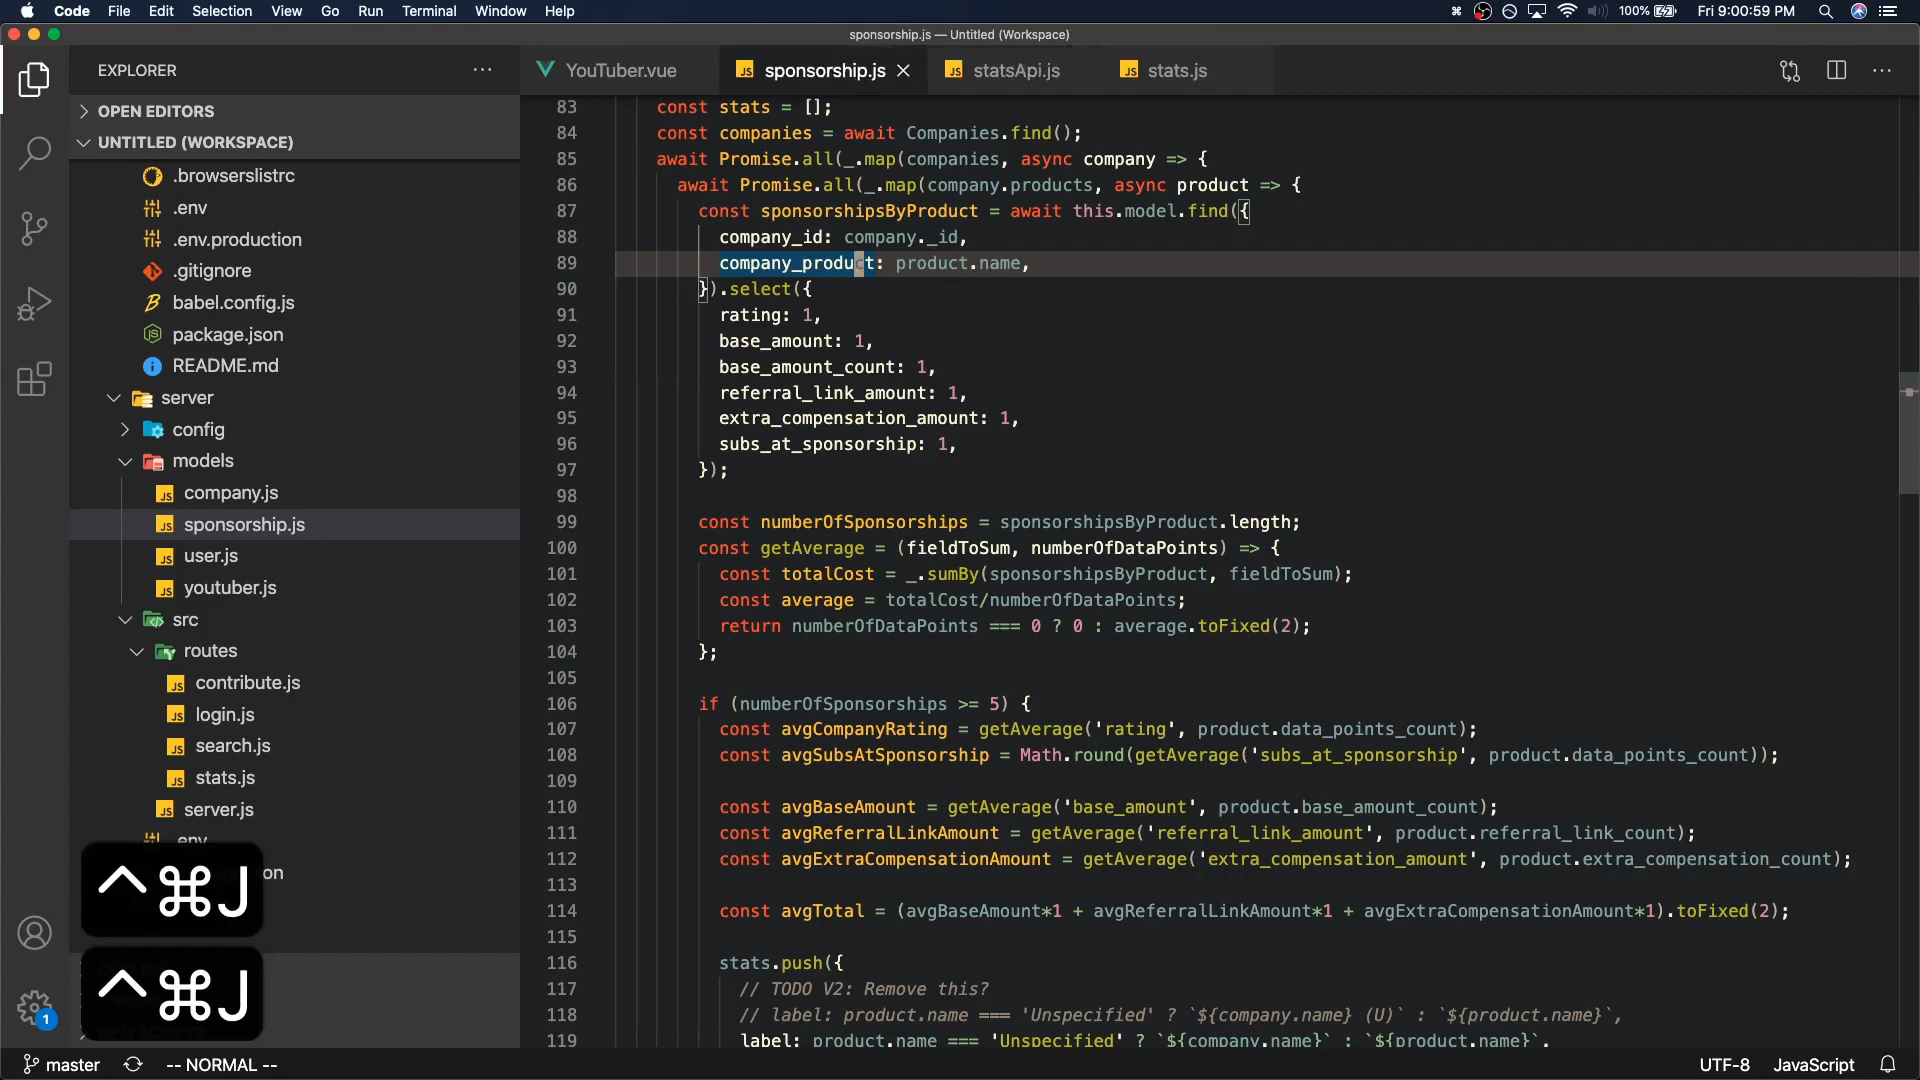 Code File Edit Selection View Go Run Terminal Window Help 100% Fri 9:00:59 PM
sponsorship.js — Untitled (Workspace)
EXPLORER
YouTuber.vue sponsorship.js statsApi.js stats.js
OPEN EDITORS
UNTITLED (WORKSPACE)
.browserslistrc
.env
.env.production
.gitignore
babel.config.js
package.json
README.md
server
config
models
company.js
sponsorship.js
user.js
youtuber.js
src
routes
contribute.js
login.js
search.js
stats.js
server.js
.env
on
^⌘J
^⌘J
83 const stats = [];
84 const companies = await Companies.find();
85 await Promise.all(_.map(companies, async company => {
86 await Promise.all(_.map(company.products, async product => {
87 const sponsorshipsByProduct = await this.model.find({
88 company_id: company._id,
89 company_product: product.name,
90 }).select({
91 rating: 1,
92 base_amount: 1,
93 base_amount_count: 1,
94 referral_link_amount: 1,
95 extra_compensation_amount: 1,
96 subs_at_sponsorship: 1,
97 });
98
99 const numberOfSponsorships = sponsorshipsByProduct.length;
100 const getAverage = (fieldToSum, numberOfDataPoints) => {
101 const totalCost = _.sumBy(sponsorshipsByProduct, fieldToSum);
102 const average = totalCost/numberOfDataPoints;
103 return numberOfDataPoints === 0 ? 0 : average.toFixed(2);
104 };
105
106 if (numberOfSponsorships >= 5) {
107 const avgCompanyRating = getAverage('rating', product.data_points_count);
108 const avgSubsAtSponsorship = Math.round(getAverage('subs_at_sponsorship', product.data_points_count));
109
110 const avgBaseAmount = getAverage('base_amount', product.base_amount_count);
111 const avgReferralLinkAmount = getAverage('referral_link_amount', product.referral_link_count);
112 const avgExtraCompensationAmount = getAverage('extra_compensation_amount', product.extra_compensation_count);
113
114 const avgTotal = (avgBaseAmount*1 + avgReferralLinkAmount*1 + avgExtraCompensationAmount*1).toFixed(2);
115
116 stats.push({
117 // TODO V2: Remove this?
118 // label: product.name === 'Unspecified' ? `${company.name} (U)` : `${product.name}`,
119 label: product.name === 'Unspecified' ? `${company.name}` : `${product.name}`,
1
master -- NORMAL -- UTF-8 JavaScript